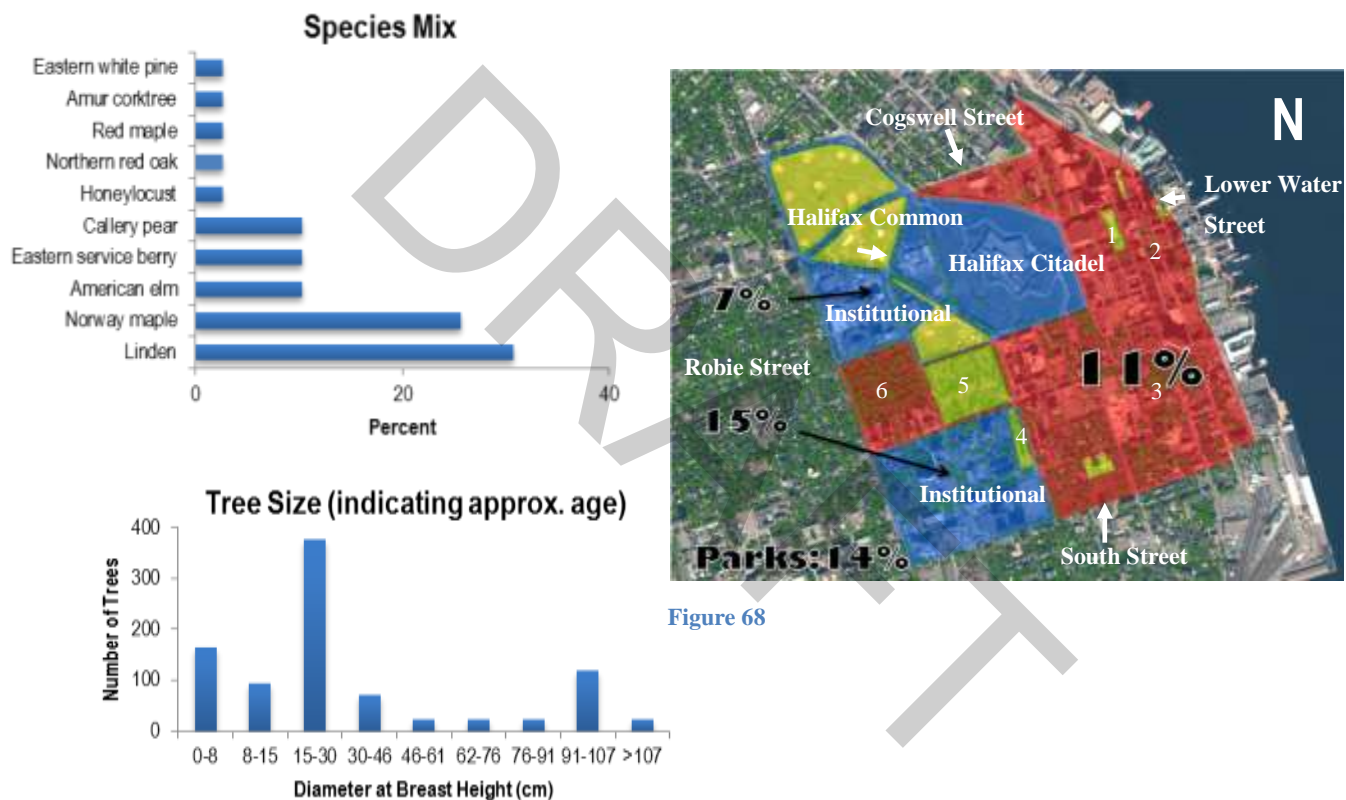 Species Mix
Eastern white pine
Amur corktree
Red maple
Northern red oak
Honeylocust
Callery pear
Eastern service berry
American elm
Norway maple
Linden
0 20 40
Percent
Tree Size (indicating approx. age)
400
300
200
100
0
Number of Trees
0-8 8-15 15-30 30-46 46-61 62-76 76-91 91-107 >107
Diameter at Breast Height (cm)
N
Cogswell Street
Lower Water
Street
Halifax Common
1
2
Halifax Citadel
7%
Institutional
Robie Street
11%
6
5
3
15%
4
Institutional
Parks:14%
South Street
Figure 68
DRAFT